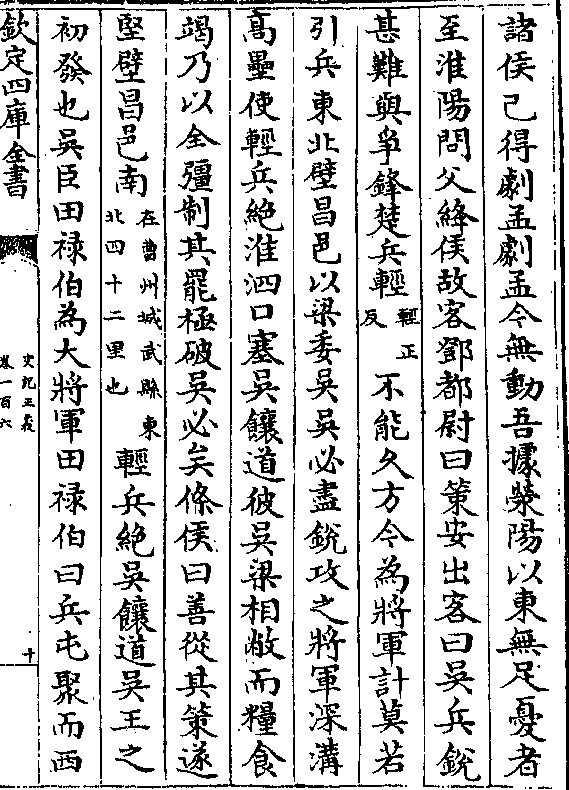 諸侯已得劇孟劇孟今無動吾據滎陽以東無足憂者
至淮陽問父絳侯故客鄧都尉曰策安出客曰吳兵銳
甚難與爭鋒楚兵輕
輕正
反
不能久方今為將軍計莫若
引兵東北壁昌邑以梁委吳吳必盡銳攻之將軍深溝
高壘使輕兵絕淮泗口塞吳饟道彼吳梁相敝而糧食
竭乃以全彊制其罷極破吳必矣條侯曰善從其策遂
堅壁昌邑南
在曹州城武縣東
北四十二里也
輕兵絕吳饟道吳王之
初發也吳臣田祿伯為大將軍田祿伯曰兵屯聚而西
欽定四庫全書
史記正義
卷一百六
十